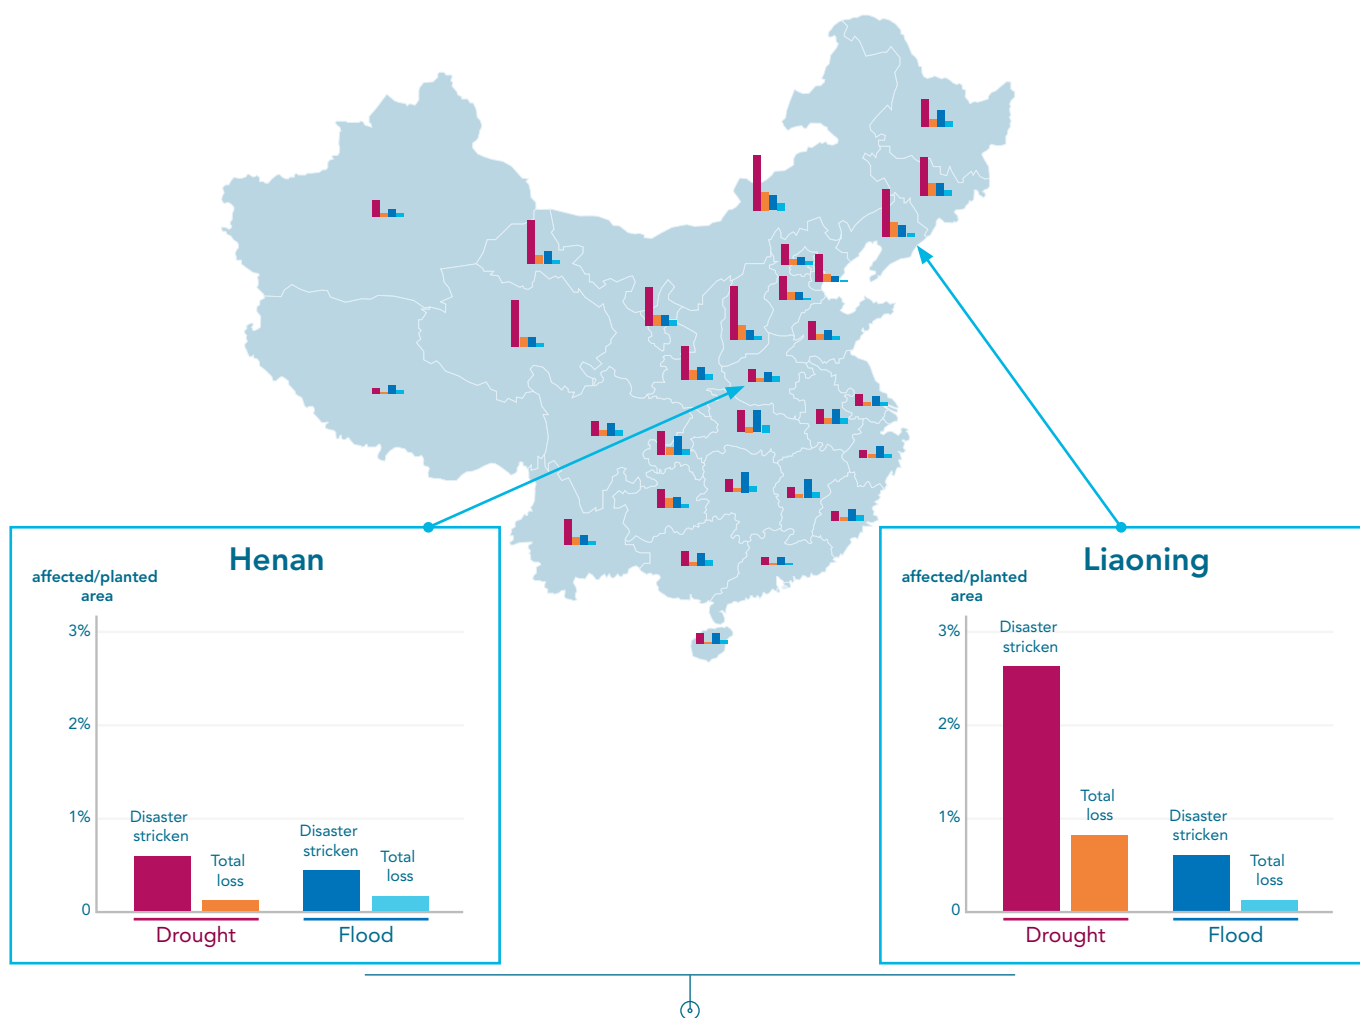 Henan
affected/planted
area
3%
2%
1%
0
Disaster
stricken
Total
loss
Disaster
stricken
Total
loss
Drought
Flood
Liaoning
affected/planted
area
3%
2%
1%
0
Disaster
stricken
Total
loss
Disaster
stricken
Total
loss
Drought
Flood